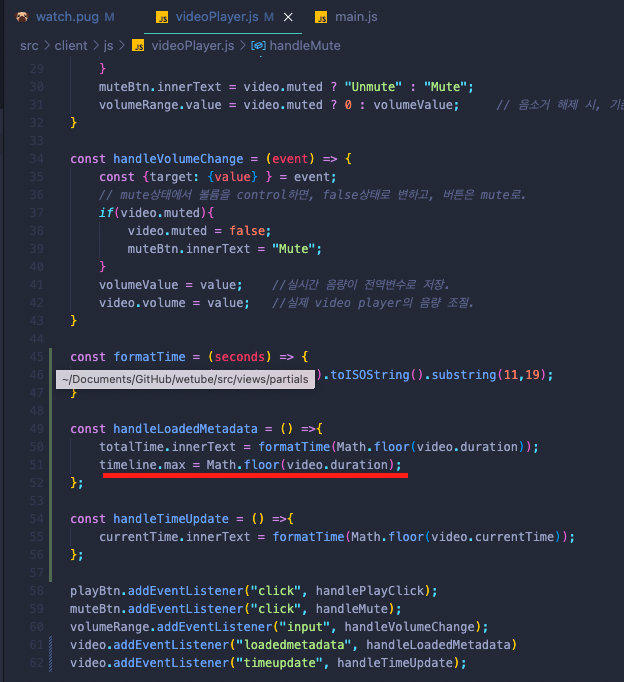 watch.pug M
JS videoPlayer.js M ×
JS main.js
src > client > js > JS videoPlayer.js > handleMute
29 }
30 muteBtn.innerText = video.muted ? "Unmute" : "Mute";
31 volumeRange.value = video.muted ? 0 : volumeValue; // 음소거 해제 시, 기존
32 }
33
34 const handleVolumeChange = (event) => {
35 const {target: {value} } = event;
36 // mute상태에서 볼륨을 control하면, false상태로 변하고, 버튼은 mute로.
37 if(video.muted){
38 video.muted = false;
39 muteBtn.innerText = "Mute";
40 }
41 volumeValue = value; //실시간 음량이 전역변수로 저장.
42 video.volume = value; //실제 video player의 음량 조절.
43 }
44
45 const formatTime = (seconds) => {
46 ~/Documents/GitHub/wetube/src/views/partials ).toISOString().substring(11,19);
47 }
48
49 const handleLoadedMetadata = () =>{
50 totalTime.innerText = formatTime(Math.floor(video.duration));
51 timeline.max = Math.floor(video.duration);
52 };
53
54 const handleTimeUpdate = () =>{
55 currentTime.innerText = formatTime(Math.floor(video.currentTime));
56 };
57
58 playBtn.addEventListener("click", handlePlayClick);
59 muteBtn.addEventListener("click", handleMute);
60 volumeRange.addEventListener("input", handleVolumeChange);
61 video.addEventListener("loadedmetadata", handleLoadedMetadata)
62 video.addEventListener("timeupdate", handleTimeUpdate);